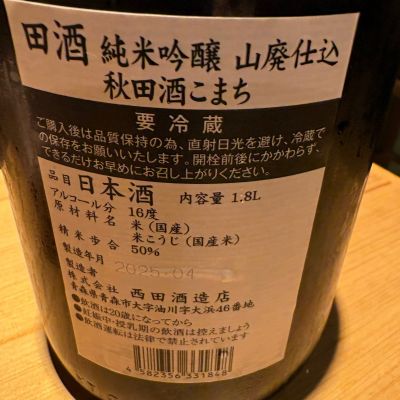 田酒 純米吟醸 山廃仕込
秋田酒こまち
要冷蔵
ご購入後は品質保持の為、直射日光を避け、冷蔵で
の保存をお願いいたします。開栓前後にかかわらず、
できるだけお早めにお召し上がりください。
品目 日本酒 内容量 1.8L
アルコール分 16度
原材料名 米(国産)
米こうじ(国産米)
精米歩合 50%
製造年月 2025.04
製造者
株式会社 西田酒造店
青森県青森市大字油川字大浜46番地
●飲酒は20歳になってから
●妊娠中・授乳期の飲酒は控えましょう
●飲酒運転は法律で禁止されています
4582356331848